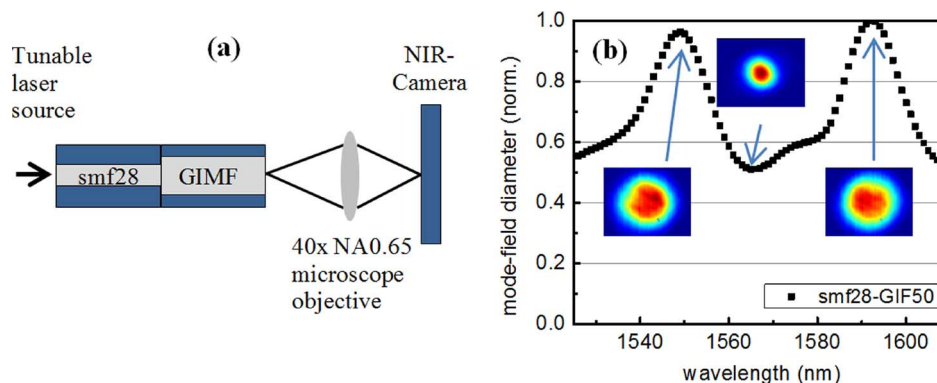 Tunable
laser
source
(a)
NIR-
Camera
smf28
GIMF
40x NA0.65
microscope
objective
(b)
mode-field diameter (norm.)
1.0
0.8
0.6
0.4
0.2
0.0
smf28-GIF50
1540
1560
1580
1600
wavelength (nm)